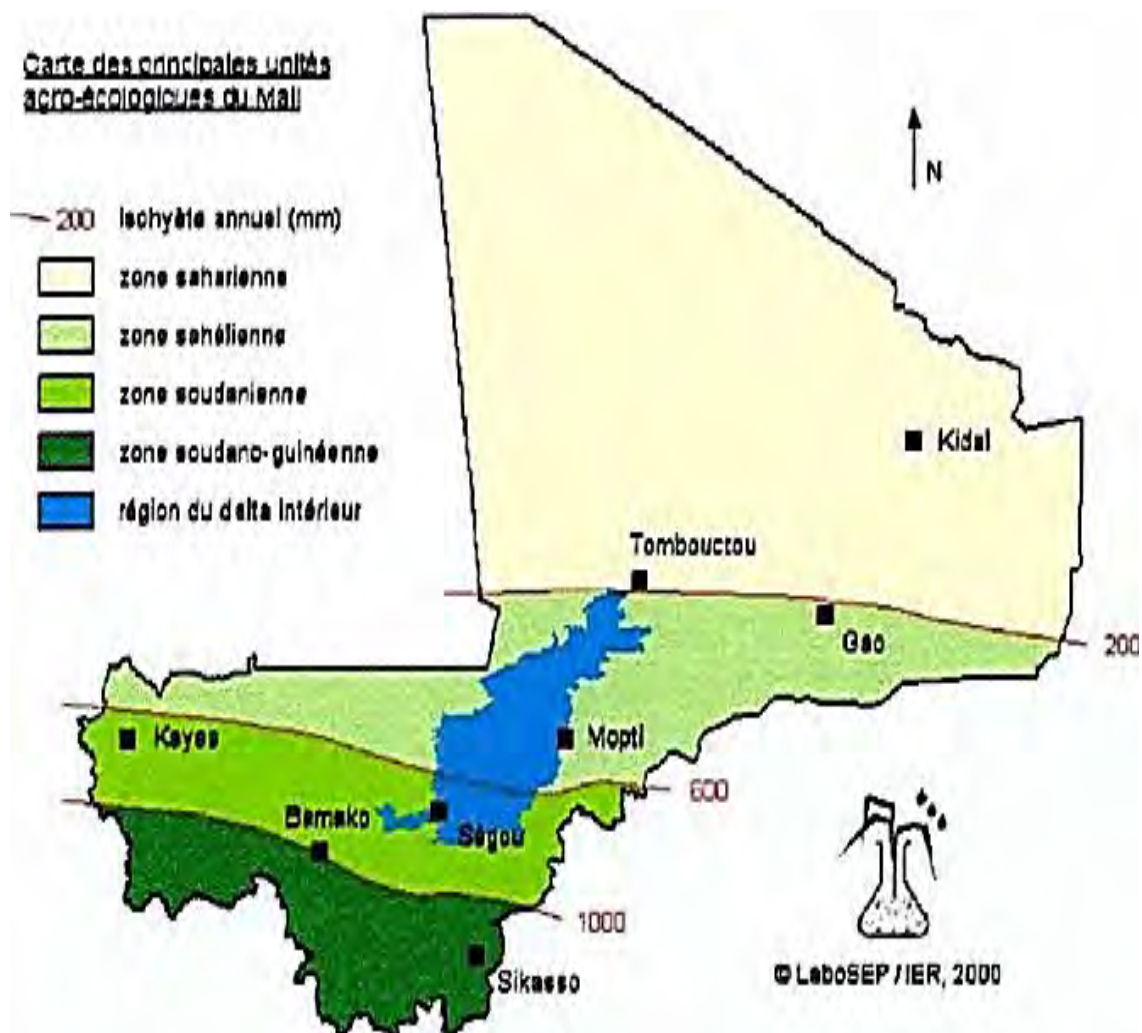 Carte des principales unités
agro-écologiques du Mali
N
200 Isohyète annuel (mm)
zone saharienne
zone sahélienne
zone soudanienne
zone soudano-guinéenne
région du delta intérieur
Kidal
Tombouctou
Gao
200
Kayes
Mopti
600
Bamako
Ségou
1000
Sikasso
© LaboSEP / IER, 2000